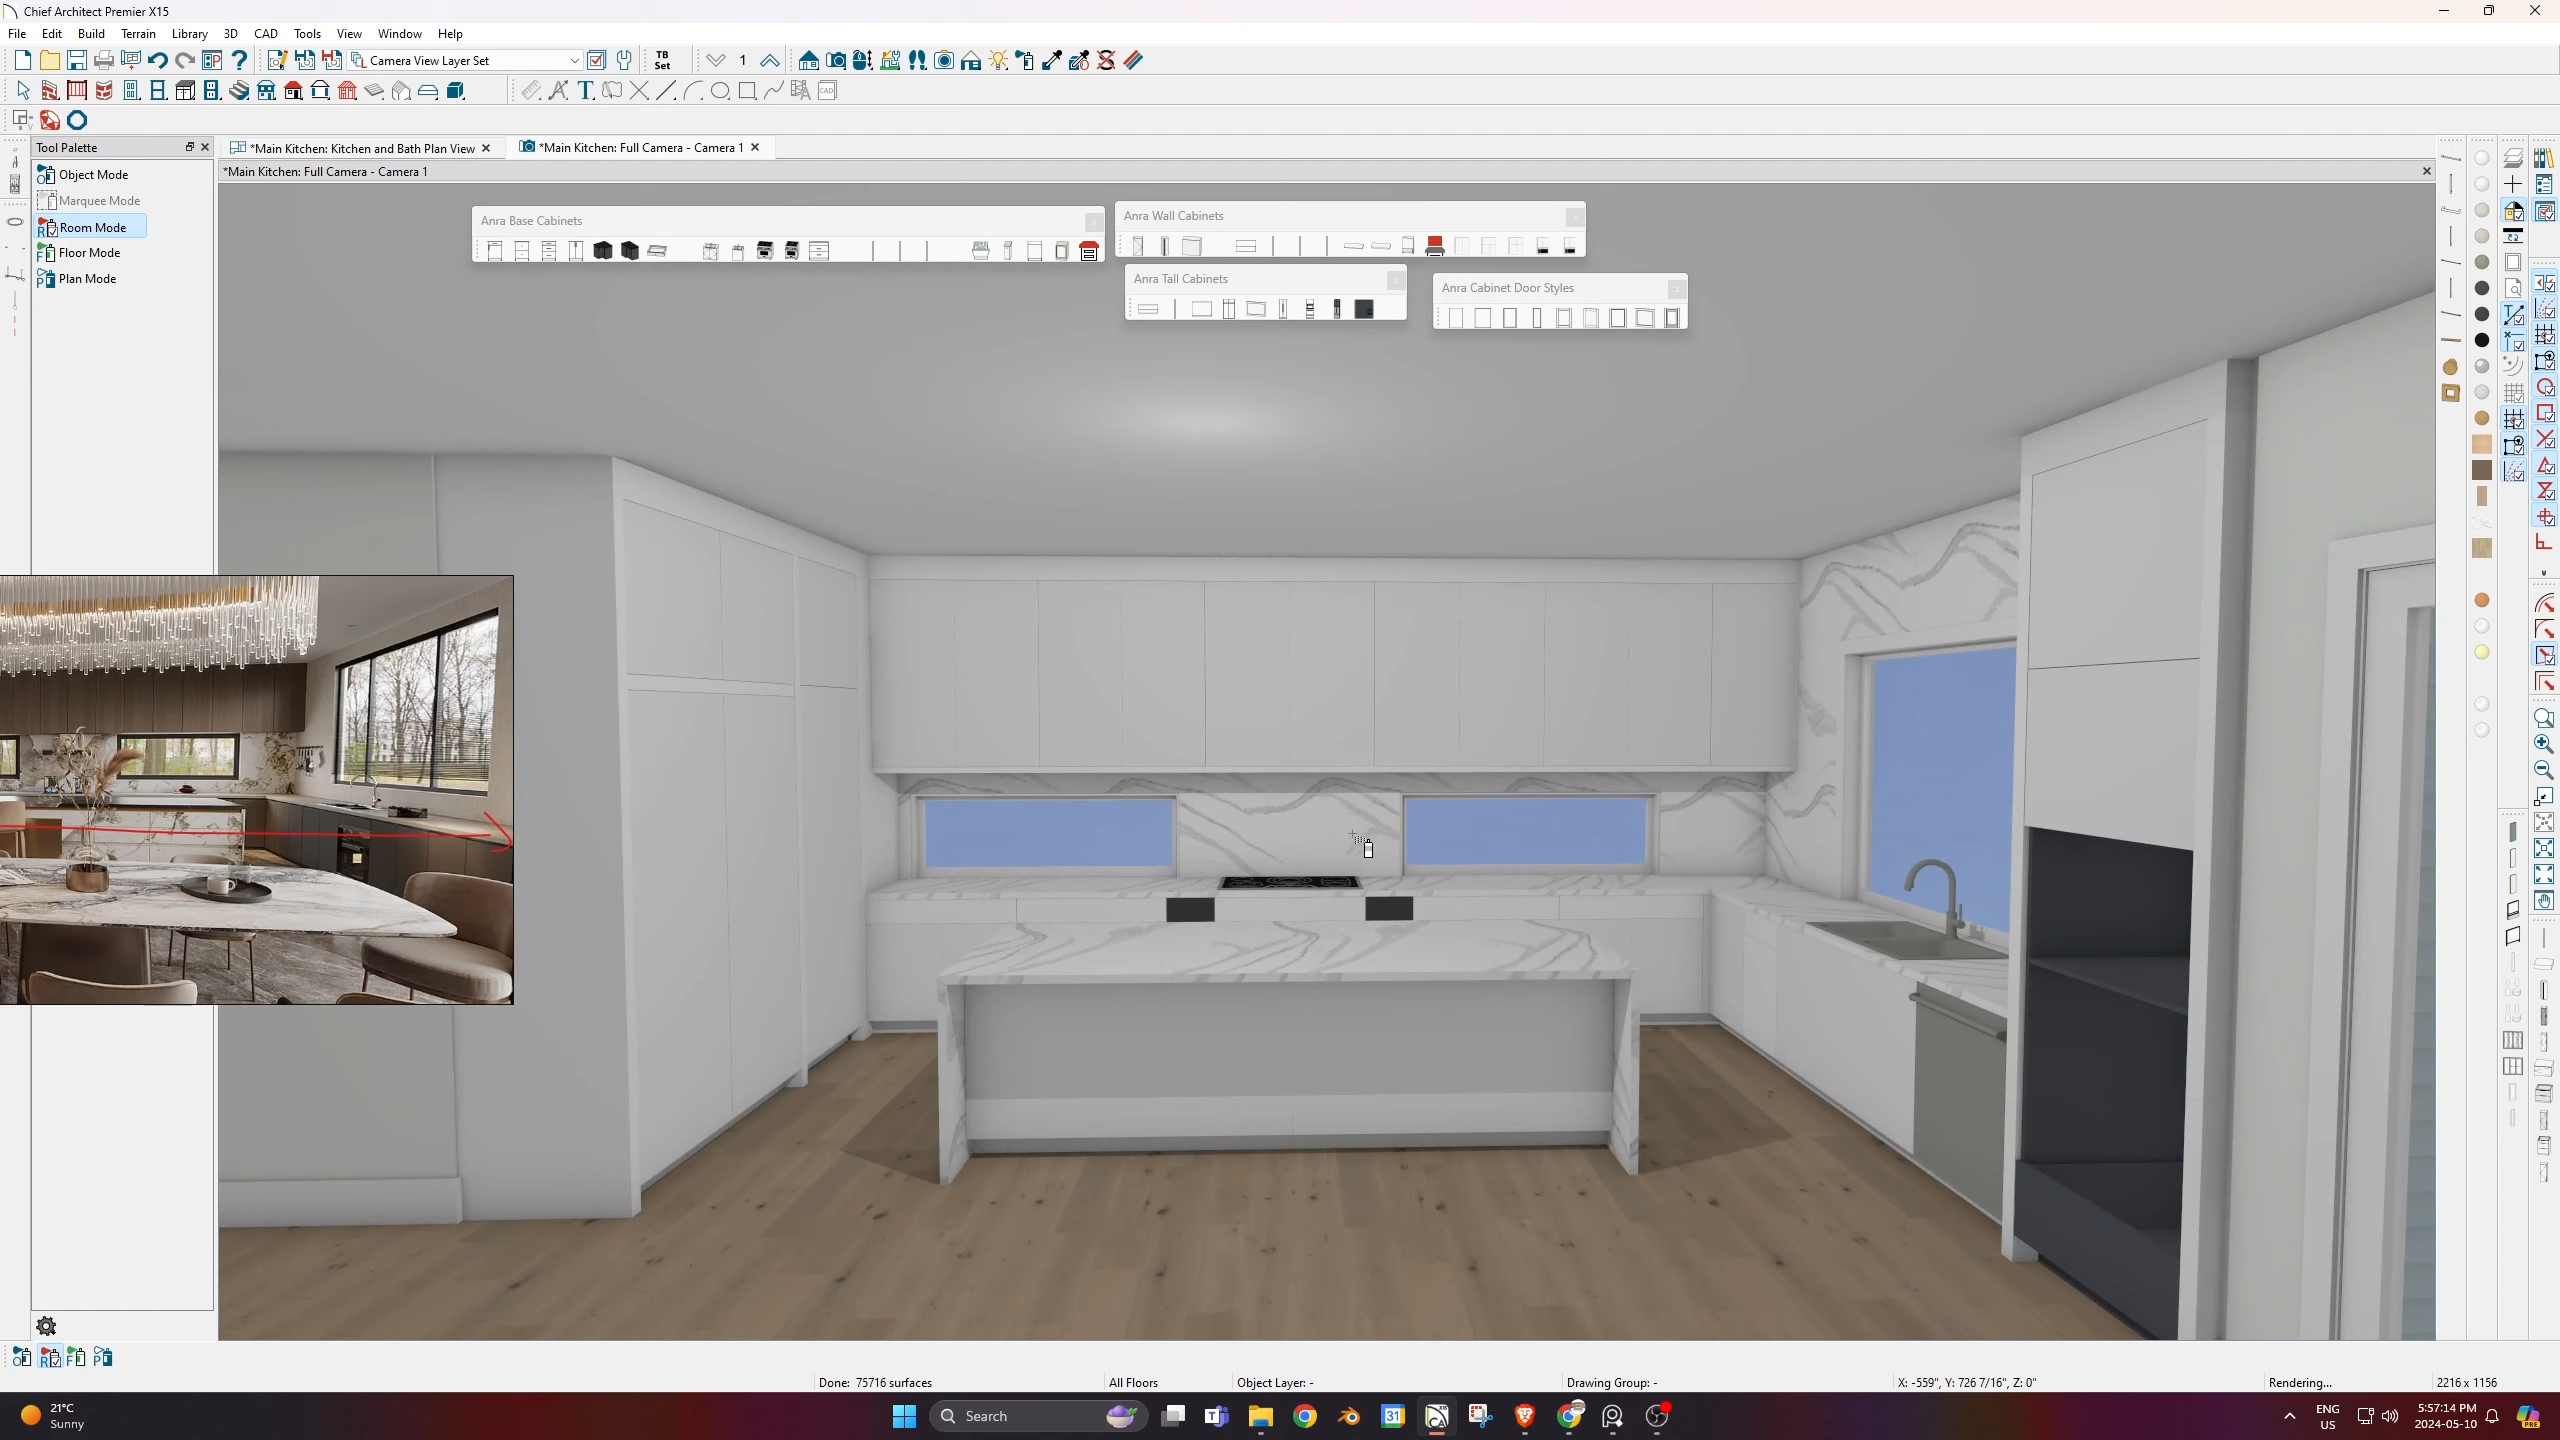 Chief Architect Premier X15
File Edit Build Terrain Library 3D CAD Tools View Window Help
Camera View Layer Set
TB Set
1
CAD
Tool Palette
*Main Kitchen: Kitchen and Bath Plan View
*Main Kitchen: Full Camera - Camera 1
*Main Kitchen: Full Camera - Camera 1
Object Mode
Marquee Mode
Room Mode
Floor Mode
Plan Mode
Anra Base Cabinets
Anra Wall Cabinets
Anra Tall Cabinets
Anra Cabinet Door Styles
Done: 75716 surfaces
All Floors
Object Layer: -
Drawing Group: -
X: -559", Y: 726 7/16", Z: 0"
Rendering...
2216 x 1156
21°C
Sunny
Search
31
ENG
US
5:57:14 PM
2024-05-10